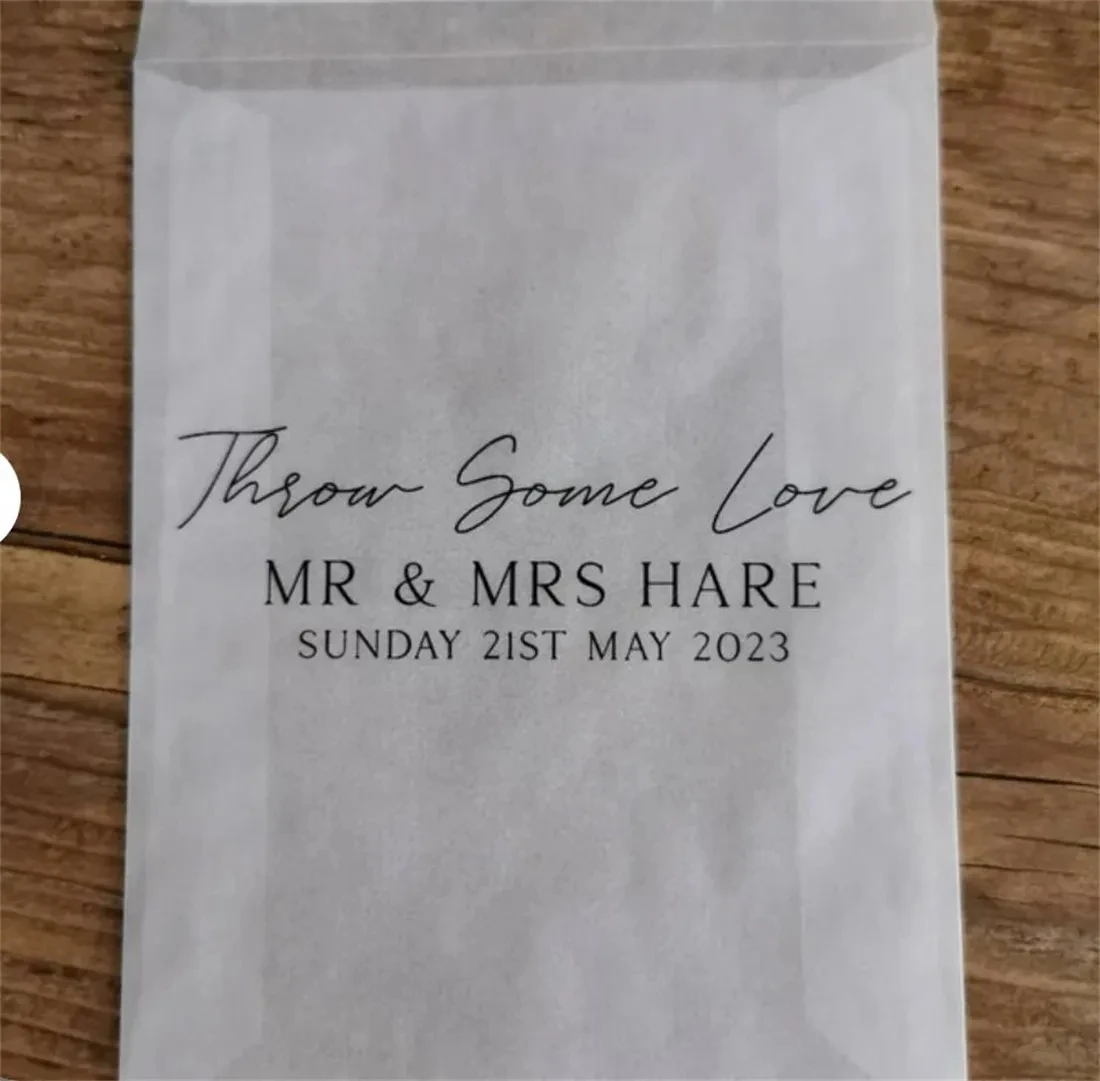 Throw Some Love
MR & MRS HARE
SUNDAY 21ST MAY 2023